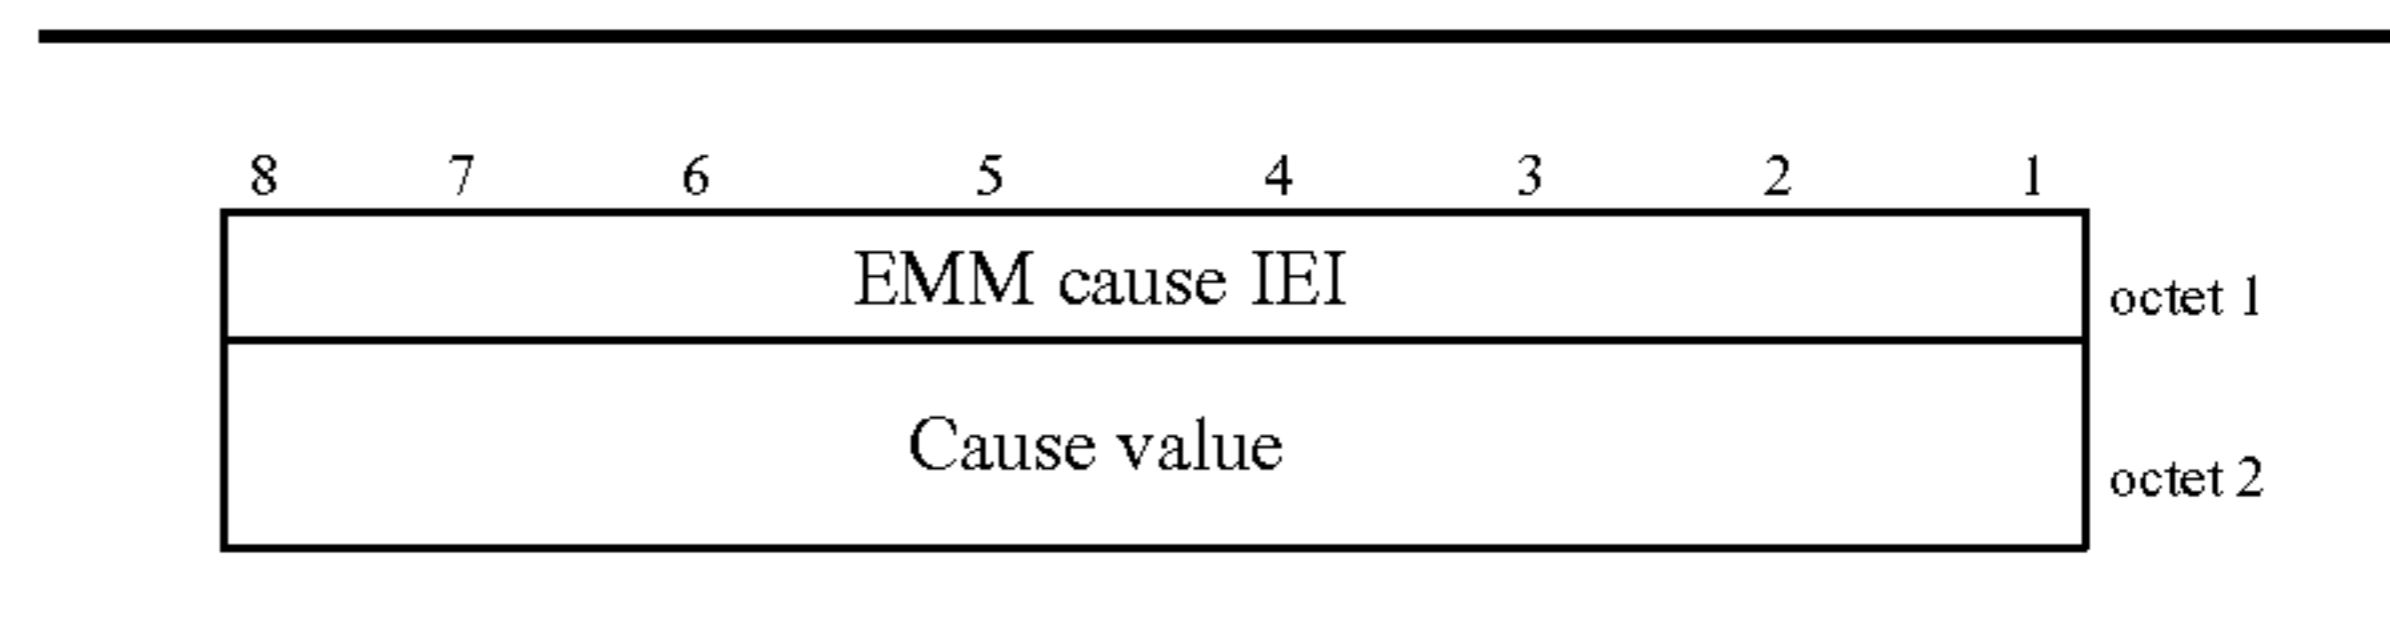 8 7 6 5 4 3 2 1
EMM cause IEI
octet 1
Cause value
octet 2